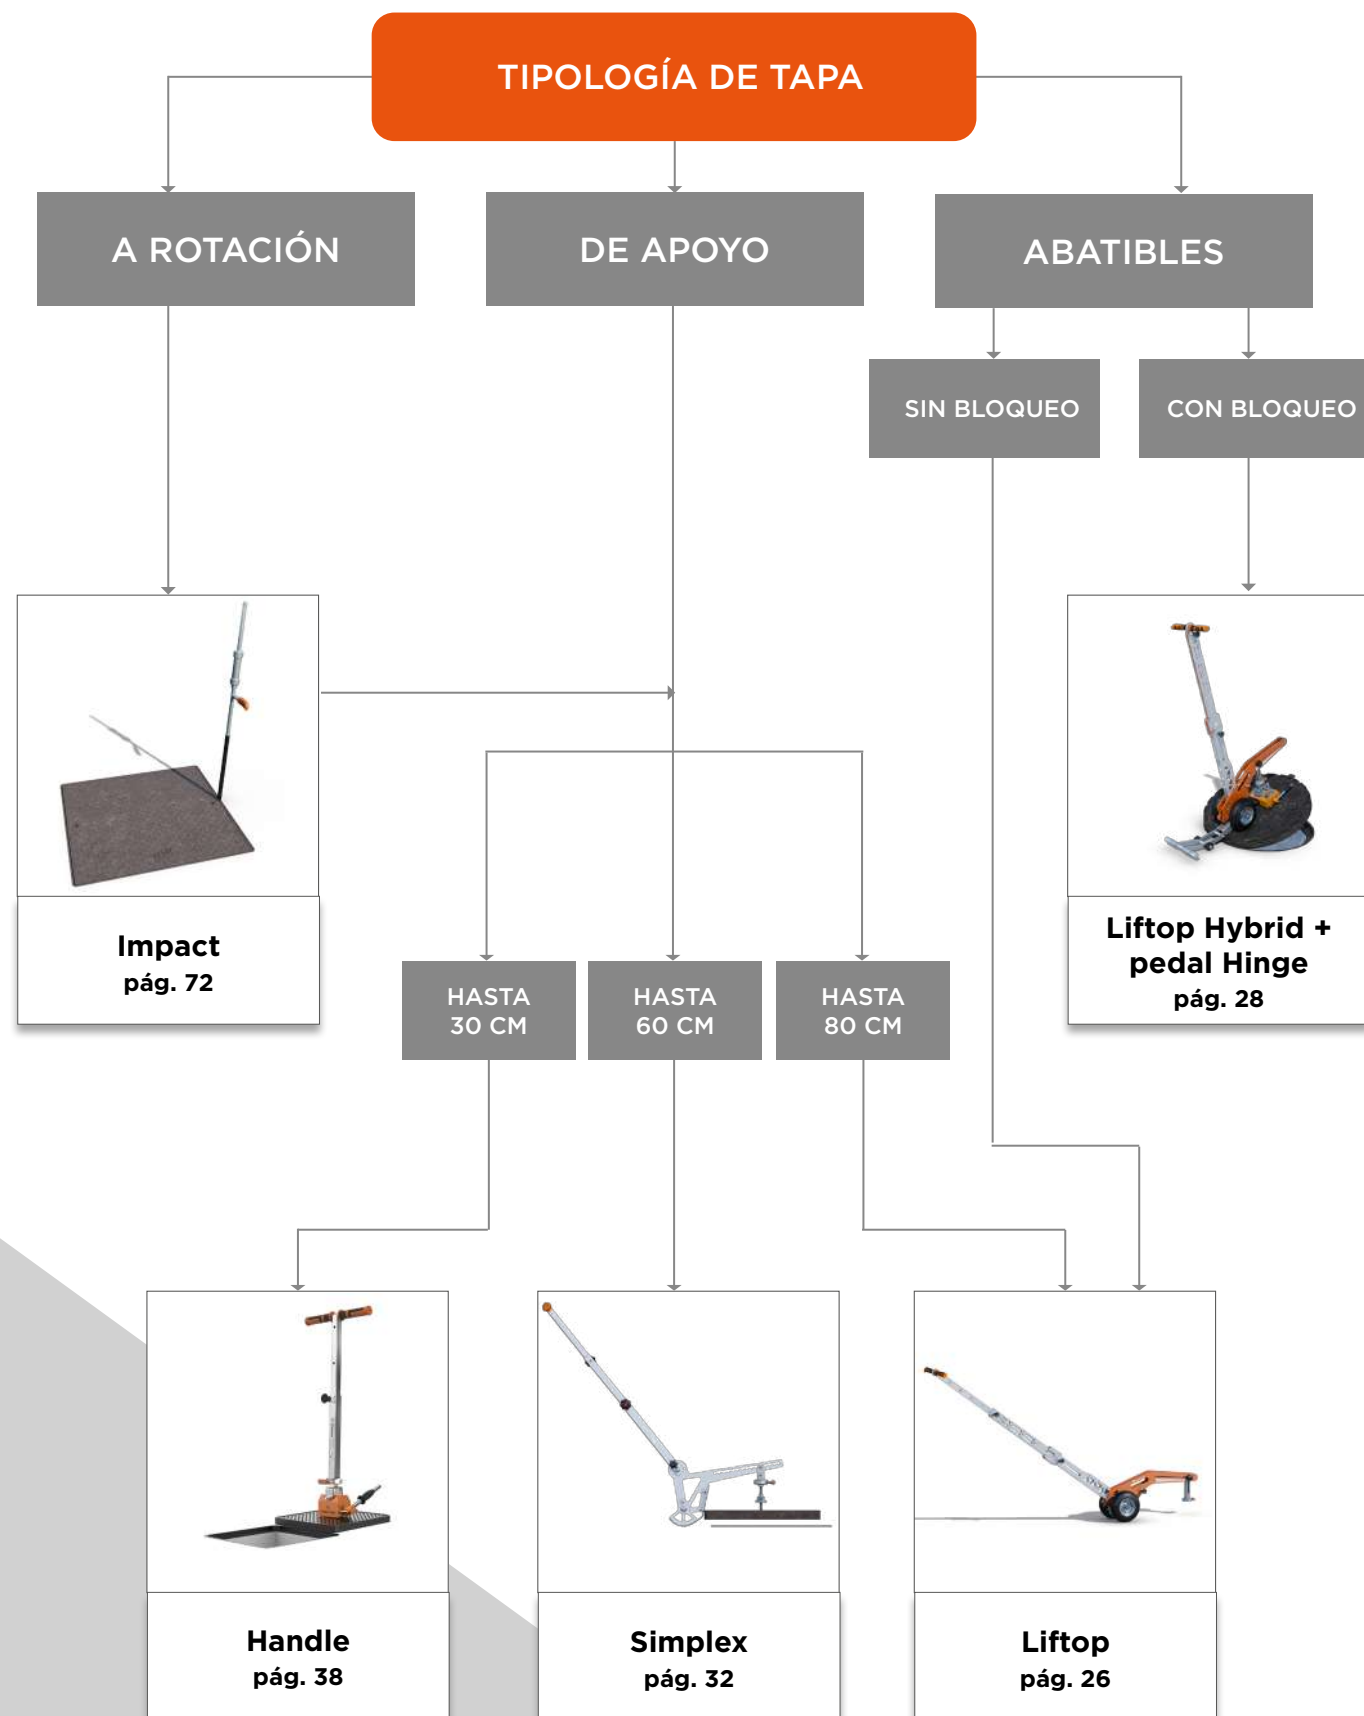 TIPOLOGÍA DE TAPA
A ROTACIÓN
DE APOYO
ABATIBLES
SIN BLOQUEO
CON BLOQUEO
Impact
pág. 72
Liftop Hybrid +
pedal Hinge
pág. 28
HASTA
30 CM
HASTA
60 CM
HASTA
80 CM
Handle
pág. 38
Simplex
pág. 32
Liftop
pág. 26